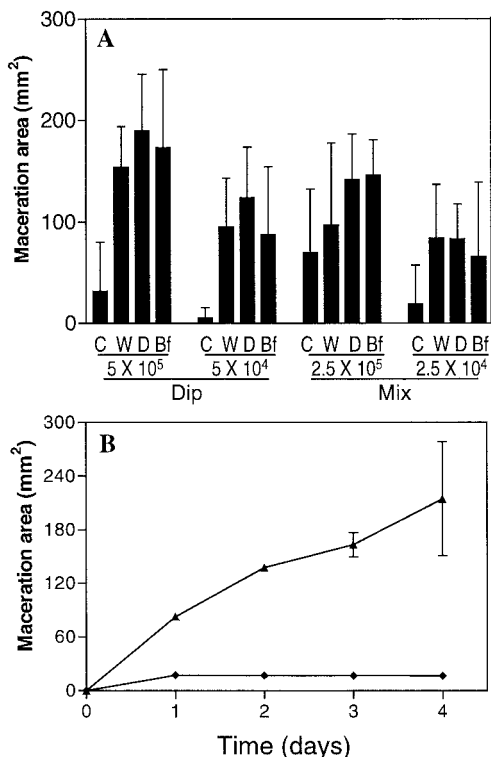 A
Maceration area (mm²)
300
200
100
0
C W D Bf C W D Bf C W D Bf C W D Bf
5 X 10⁵ 5 X 10⁴ 2.5 X 10⁵ 2.5 X 10⁴
Dip Mix
B
Maceration area (mm²)
300
240
180
120
60
0
0 1 2 3 4
Time (days)